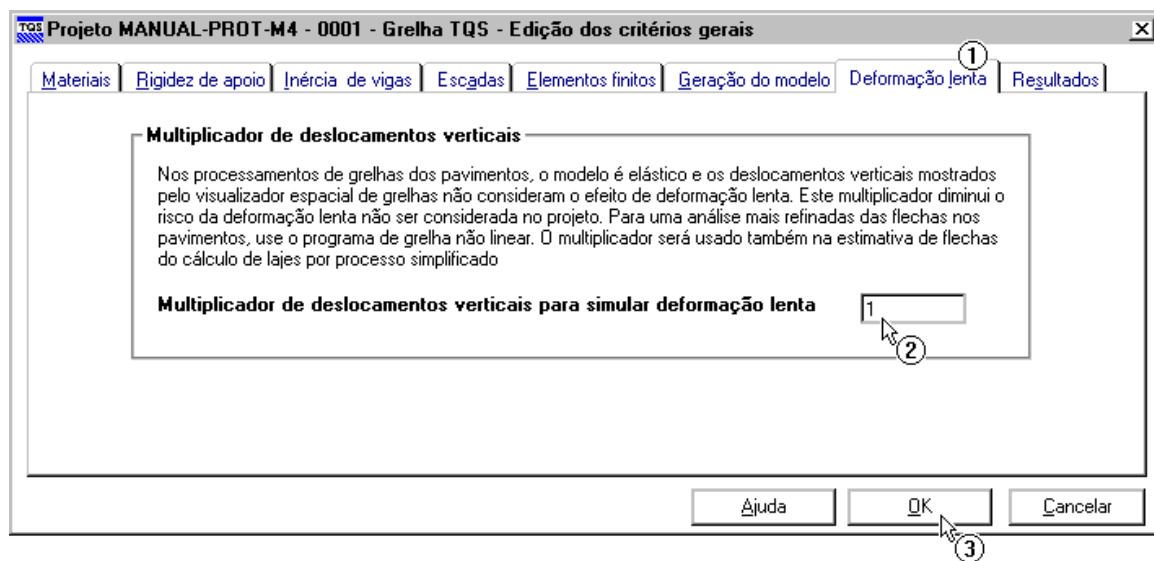 TQS Projeto MANUAL-PROT-M4 - 0001 - Grelha TQS - Edição dos critérios gerais
1
Materiais Rigidez de apoio Inércia de vigas Escadas Elementos finitos Geração do modelo Deformação lenta Resultados
Multiplicador de deslocamentos verticais
Nos processamentos de grelhas dos pavimentos, o modelo é elástico e os deslocamentos verticais mostrados
pelo visualizador espacial de grelhas não consideram o efeito de deformação lenta. Este multiplicador diminui o
risco da deformação lenta não ser considerada no projeto. Para uma análise mais refinadas das flechas nos
pavimentos, use o programa de grelha não linear. O multiplicador será usado também na estimativa de flechas
do cálculo de lajes por processo simplificado
Multiplicador de deslocamentos verticais para simular deformação lenta 1
2
Ajuda OK Cancelar
3